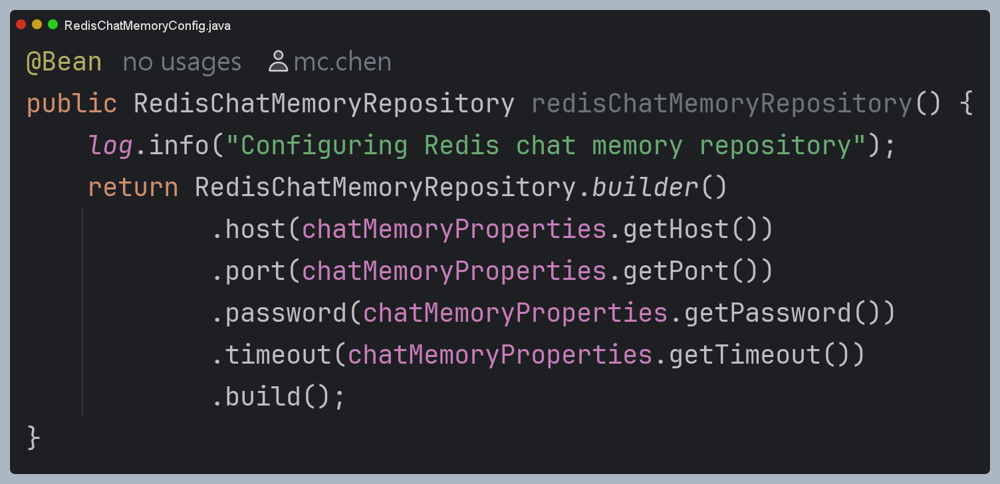 RedisChatMemoryConfig.java
@Bean no usages mc.chen
public RedisChatMemoryRepository redisChatMemoryRepository() {
    log.info("Configuring Redis chat memory repository");
    return RedisChatMemoryRepository.builder()
            .host(chatMemoryProperties.getHost())
            .port(chatMemoryProperties.getPort())
            .password(chatMemoryProperties.getPassword())
            .timeout(chatMemoryProperties.getTimeout())
            .build();
}